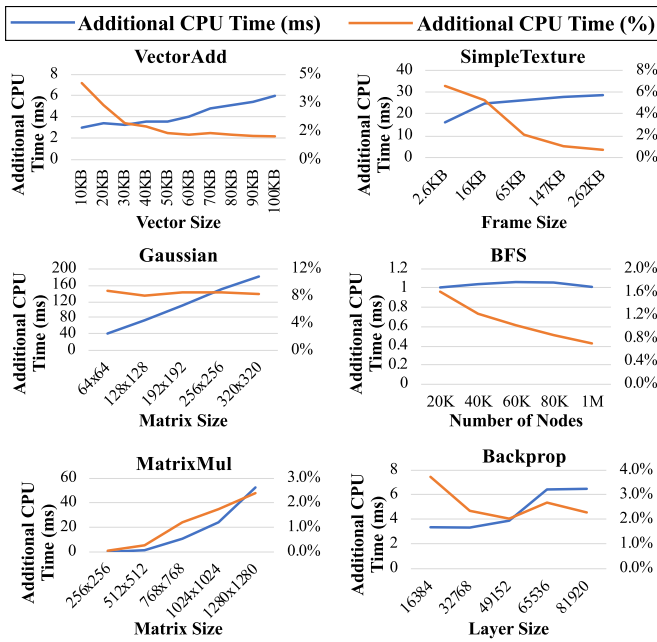 Additional CPU Time (ms) Additional CPU Time (%)
VectorAdd
Additional CPU
Time (ms)
8
6
4
2
0
5%
3%
2%
0%
10KB 20KB 30KB 40KB 50KB 60KB 70KB 80KB 90KB 100KB
Vector Size
SimpleTexture
Additional CPU
Time (ms)
40
30
20
10
0
8%
6%
4%
2%
0%
2.6KB 16KB 65KB 147KB 262KB
Frame Size
Gaussian
Additional CPU
Time (ms)
200
160
120
80
40
0
12%
8%
4%
0%
64x64 128x128 192x192 256x256 320x320
Matrix Size
BFS
Additional CPU
Time (ms)
1.2
1
0.8
0.6
0.4
0.2
0
2.0%
1.6%
1.2%
0.8%
0.4%
0.0%
20K 40K 60K 80K 1M
Number of Nodes
MatrixMul
Additional CPU
Time (ms)
60
40
20
0
3.0%
2.0%
1.0%
0.0%
256x256 512x512 768x768 1024x1024 1280x1280
Matrix Size
Backprop
Additional CPU
Time (ms)
8
6
4
2
0
4.0%
3.0%
2.0%
1.0%
0.0%
16384 32768 49152 65536 81920
Layer Size